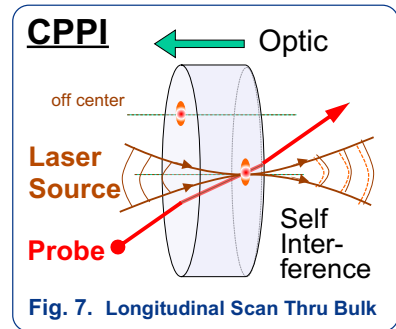 CPPI
Optic
off center
Laser
Source
Probe
Self
Inter-
ference
Fig. 7. Longitudinal Scan Thru Bulk